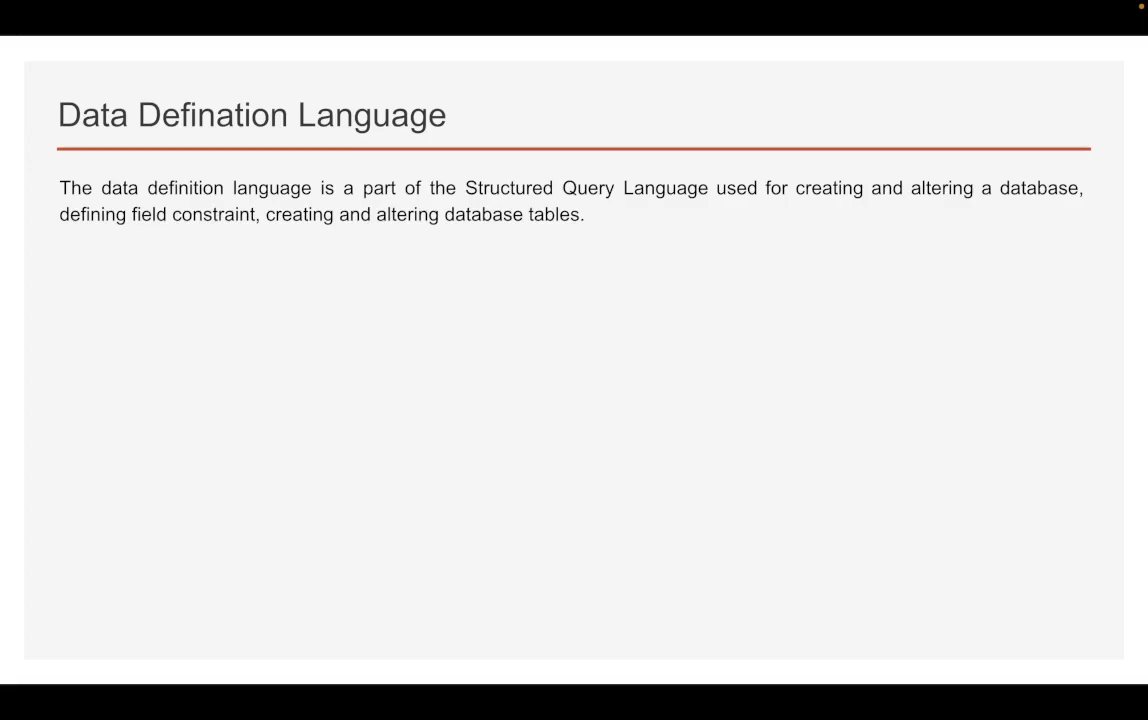 Data Defination Language
The data definition language is a part of the Structured Query Language used for creating and altering a database,
defining field constraint, creating and altering database tables.